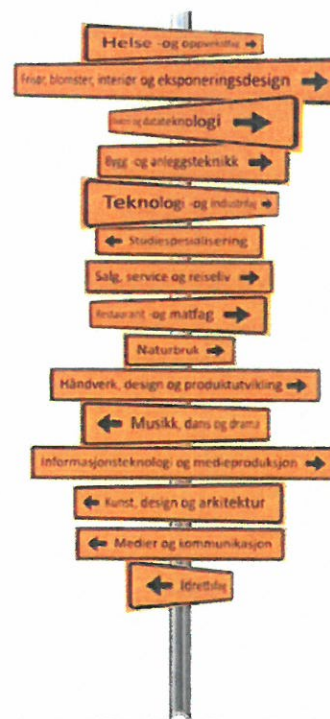 Helse -og oppvekstfag
Frisør, blomster, interiør og eksponeringsdesign
Elektro og datateknologi
Bygg -og anleggsteknikk
Teknologi -og industrifag
Studiespesialisering
Salg, service og reiseliv
Restaurant -og matfag
Naturbruk
Håndverk, design og produktutvikling
Musikk, dans og drama
Informasjonsteknologi og medieproduksjon
Kunst, design og arkitektur
Medier og kommunikasjon
Idrettsfag